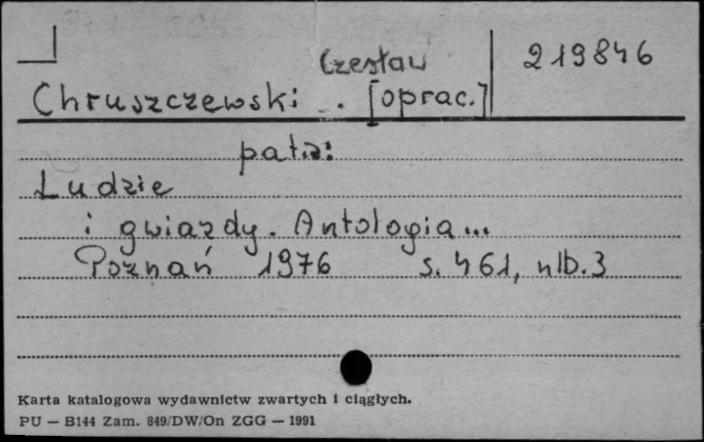 Czesław 219846
Chruszczewski . [oprac.]
patrz:
Ludzie
i gwiazdy. Antologia...
Poznań 1976 s. 461, nlb. 3
Karta katalogowa wydawnictw zwartych i ciągłych.
PU — B144 Zam. 849/DW/On ZGG — 1991